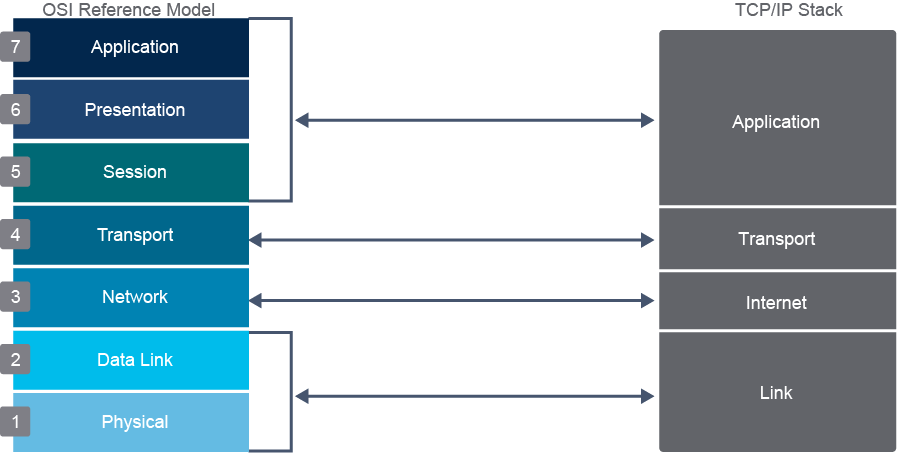 OSI Reference Model
TCP/IP Stack
7 Application
6 Presentation
5 Session
4 Transport
3 Network
2 Data Link
1 Physical
Application
Transport
Internet
Link